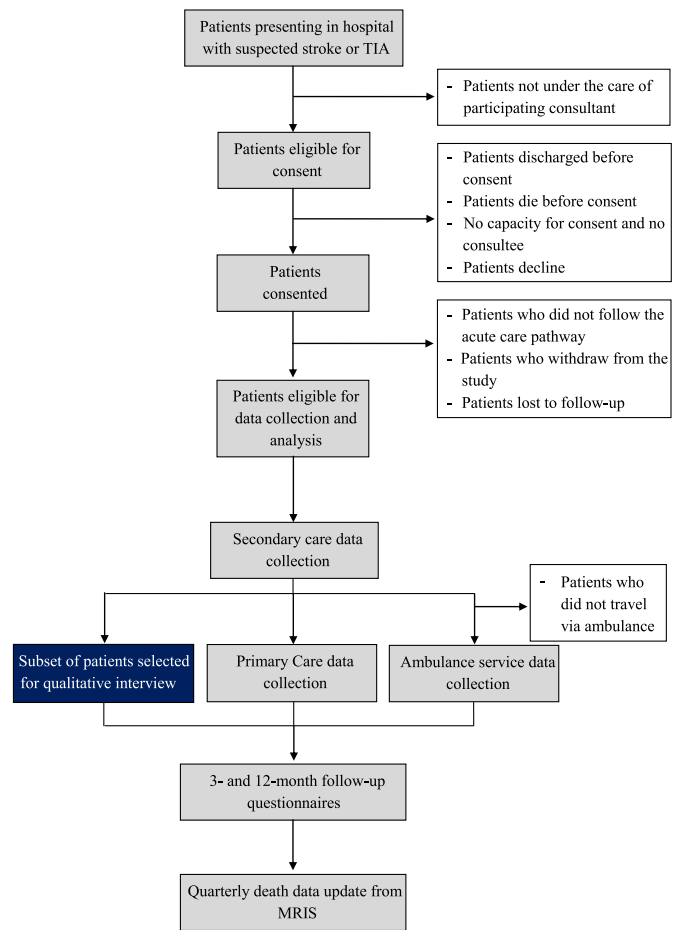 Patients presenting in hospital
with suspected stroke or TIA
- Patients not under the care of
participating consultant
Patients eligible for
consent
- Patients discharged before
consent
- Patients die before consent
- No capacity for consent and no
consultee
- Patients decline
Patients
consented
- Patients who did not follow the
acute care pathway
- Patients who withdraw from the
study
- Patients lost to follow-up
Patients eligible for
data collection and
analysis
Secondary care data
collection
- Patients who
did not travel
via ambulance
Subset of patients selected
for qualitative interview
Primary Care data
collection
Ambulance service data
collection
3- and 12-month follow-up
questionnaires
Quarterly death data update from
MRIS